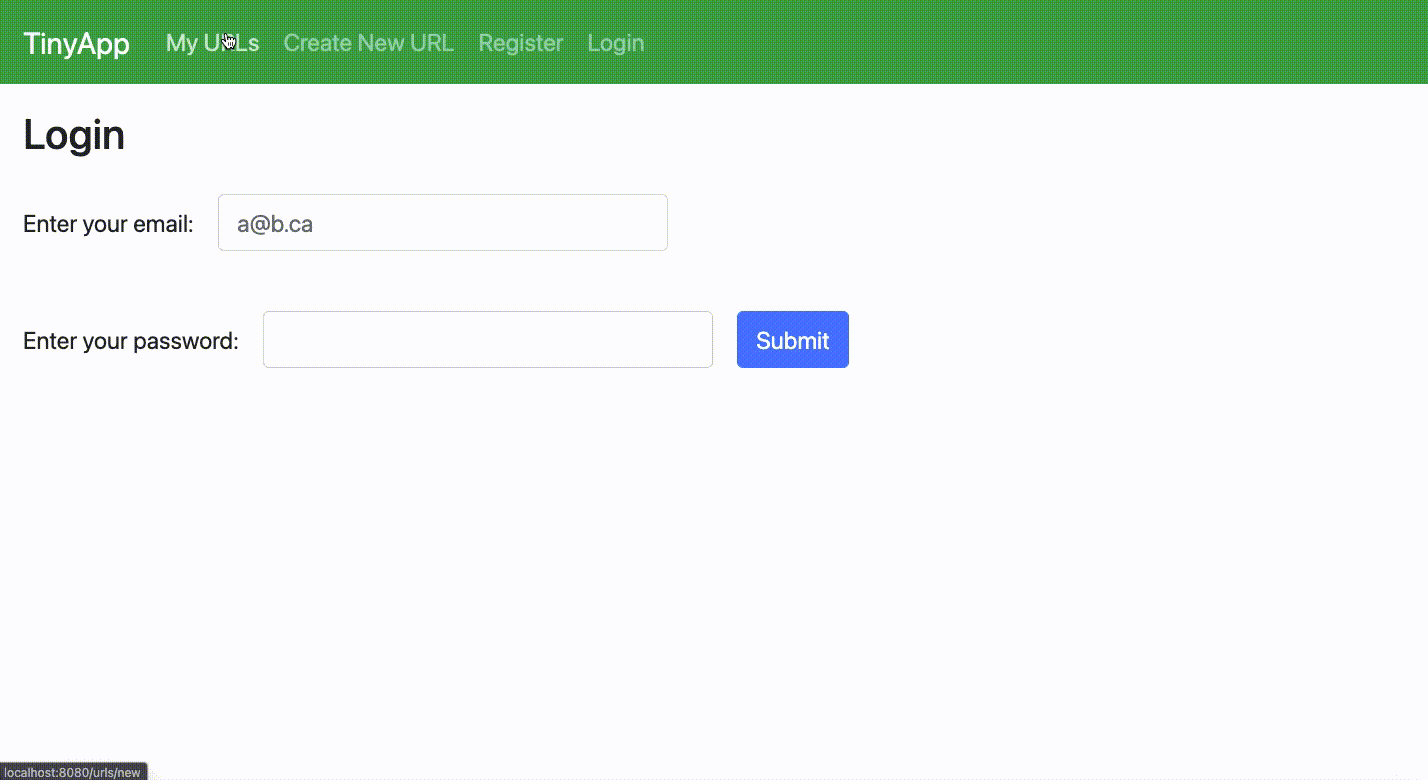 TinyApp My URLs Create New URL Register Login
Login
Enter your email: a@b.ca
Enter your password: Submit
localhost:8080/urls/new